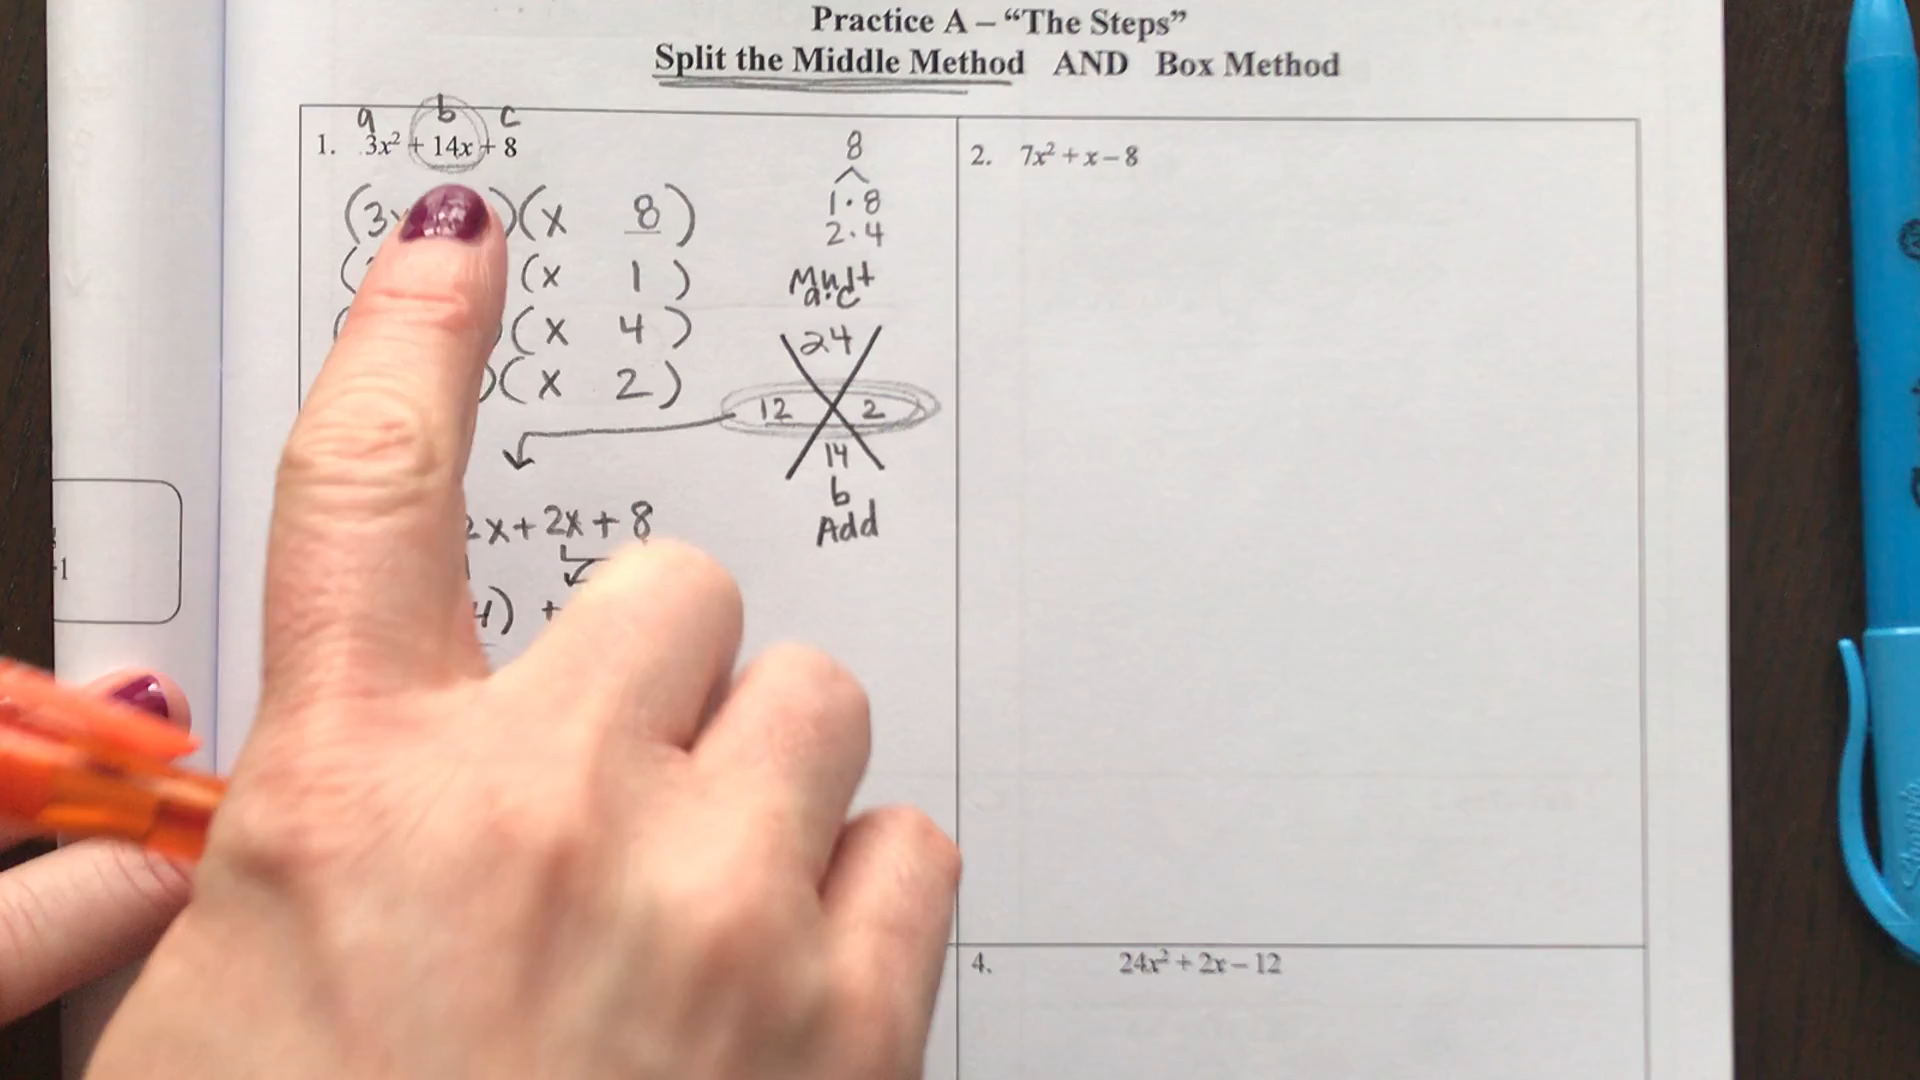 Practice A – “The Steps”
Split the Middle Method AND Box Method
a b c
1. 3x² + 14x + 8
(3x )(x 8)
( (x 1 )
)(x 4 )
)(x 2 )
2x + 2x + 8
4) +
8
1 · 8
2 · 4
Mult
a·c
24
12 2
14
b
Add
2. 7x² + x – 8
4. 24x² + 2x – 12
-1
Sharpie